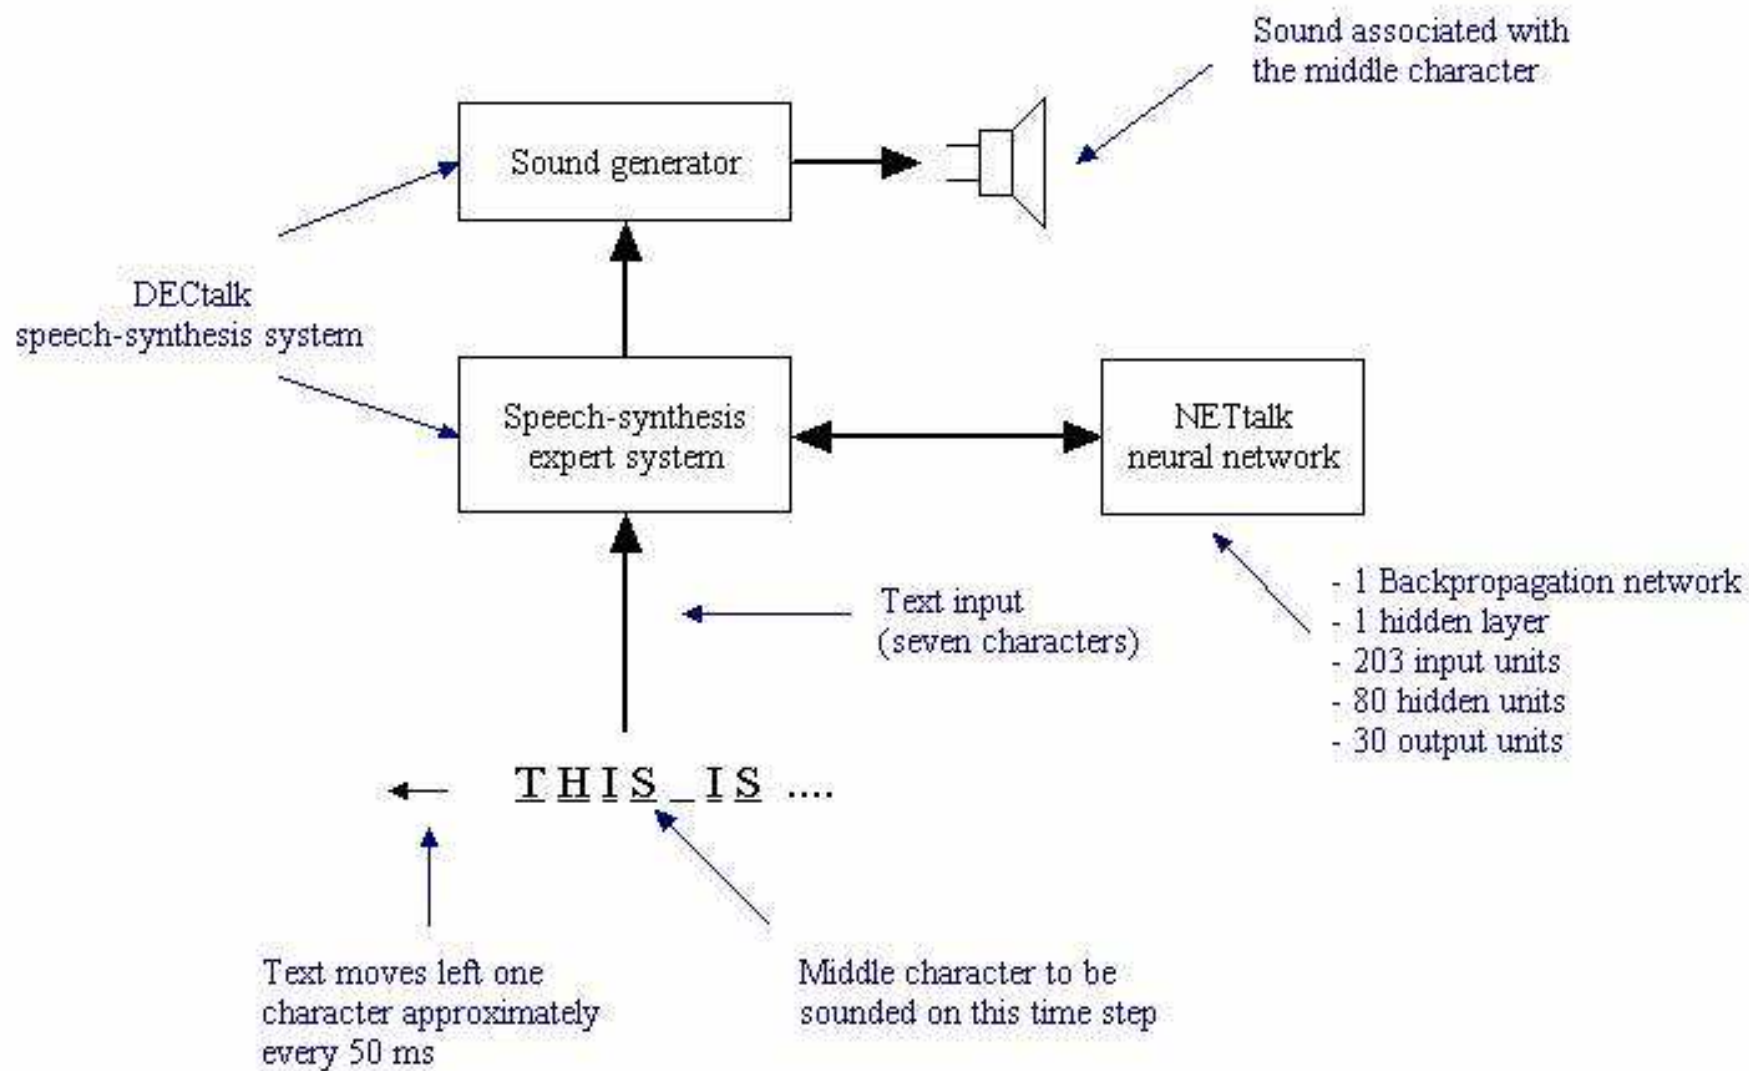 Sound associated with
the middle character
Sound generator
DECtalk
speech-synthesis system
Speech-synthesis
expert system
NETtalk
neural network
- 1 Backpropagation network
- 1 hidden layer
- 203 input units
- 80 hidden units
- 30 output units
Text input
(seven characters)
T H I S _ I S ....
Text moves left one
character approximately
every 50 ms
Middle character to be
sounded on this time step